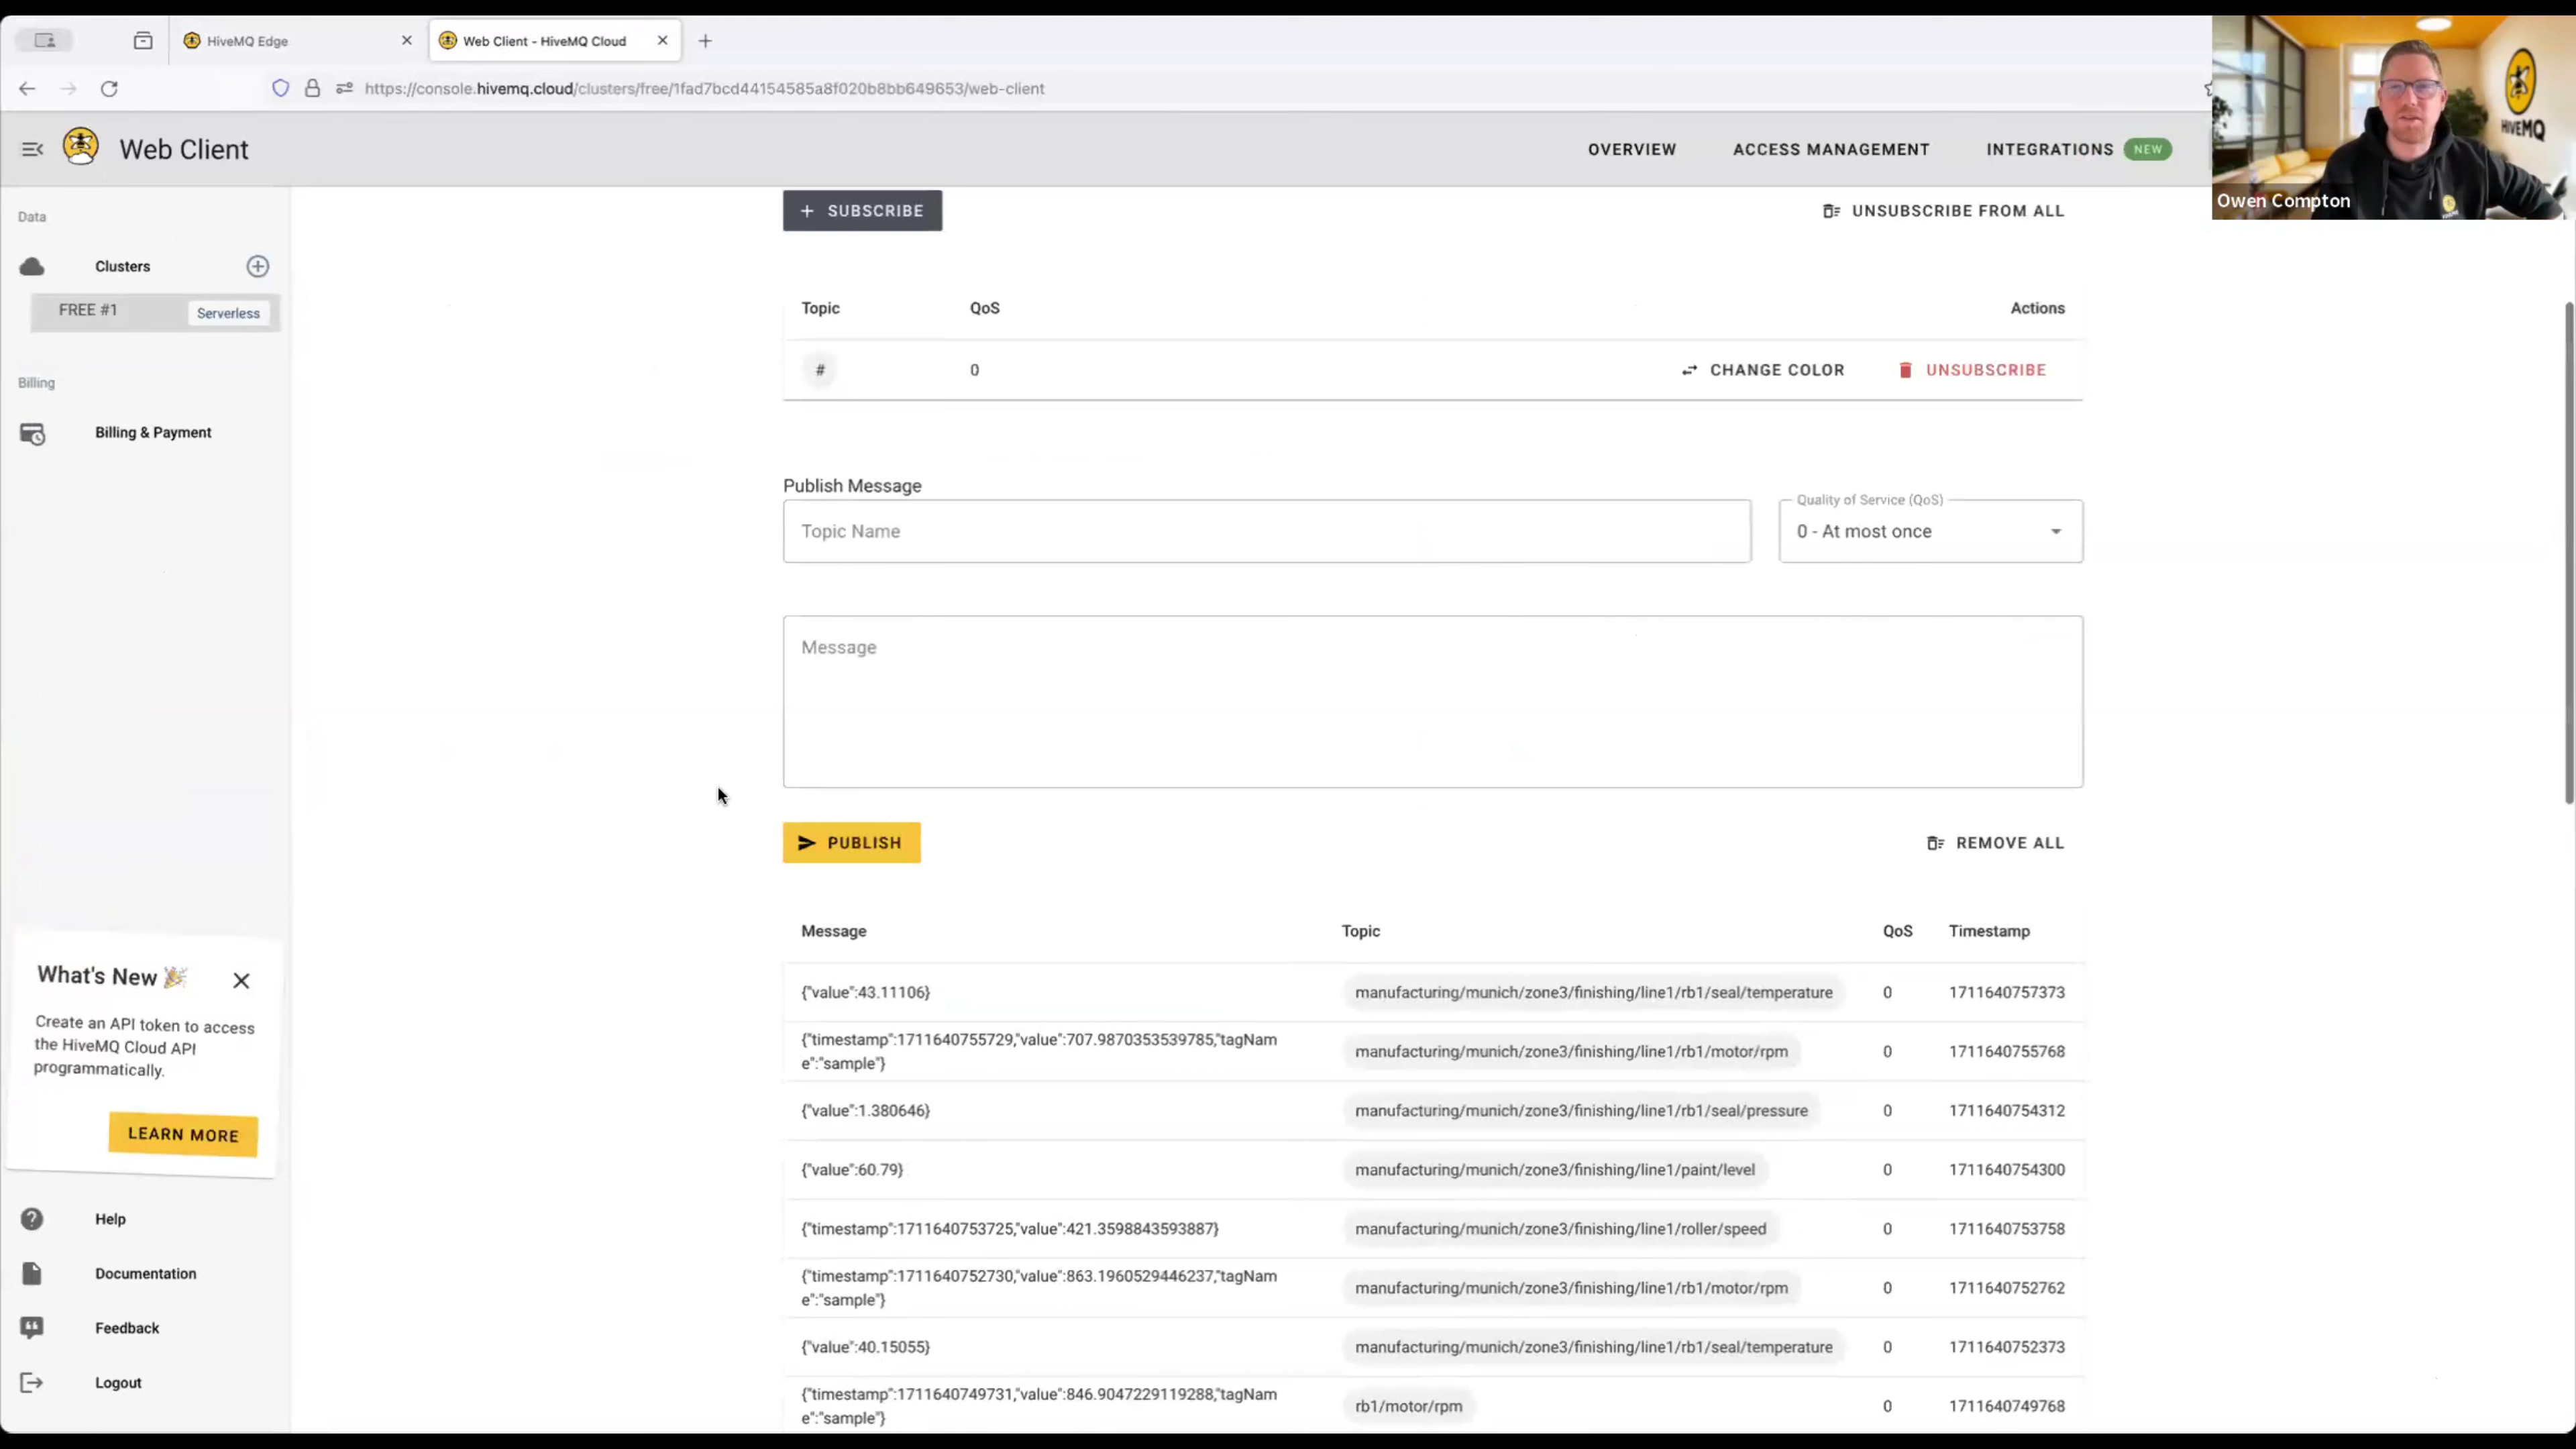 HiveMQ Edge
Web Client - HiveMQ Cloud
https://console.hivemq.cloud/clusters/free/1fad7bcd44154585a8f020b8bb649653/web-client
HIVEMQ
Owen Compton
Web Client
OVERVIEW
ACCESS MANAGEMENT
INTEGRATIONS NEW
Data
Clusters
FREE #1 Serverless
Billing
Billing & Payment
What's New
Create an API token to access
the HiveMQ Cloud API
programmatically.
LEARN MORE
Help
Documentation
Feedback
Logout
+ SUBSCRIBE
UNSUBSCRIBE FROM ALL
Topic QoS Actions
# 0 CHANGE COLOR UNSUBSCRIBE
Publish Message
Topic Name
Quality of Service (QoS)
0 - At most once
Message
PUBLISH
REMOVE ALL
Message Topic QoS Timestamp
{"value":43.11106} manufacturing/munich/zone3/finishing/line1/rb1/seal/temperature 0 1711640757373
{"timestamp":1711640755729,"value":707.9870353539785,"tagNam
e":"sample"} manufacturing/munich/zone3/finishing/line1/rb1/motor/rpm 0 1711640755768
{"value":1.380646} manufacturing/munich/zone3/finishing/line1/rb1/seal/pressure 0 1711640754312
{"value":60.79} manufacturing/munich/zone3/finishing/line1/paint/level 0 1711640754300
{"timestamp":1711640753725,"value":421.3598843593887} manufacturing/munich/zone3/finishing/line1/roller/speed 0 1711640753758
{"timestamp":1711640752730,"value":863.1960529446237,"tagNam
e":"sample"} manufacturing/munich/zone3/finishing/line1/rb1/motor/rpm 0 1711640752762
{"value":40.15055} manufacturing/munich/zone3/finishing/line1/rb1/seal/temperature 0 1711640752373
{"timestamp":1711640749731,"value":846.9047229119288,"tagNam
e":"sample"} rb1/motor/rpm 0 1711640749768